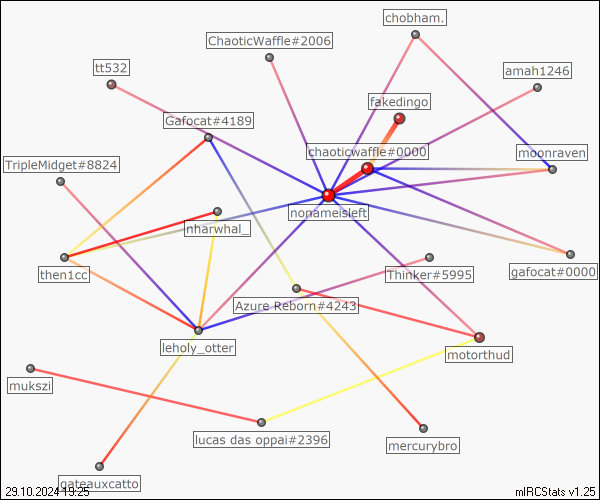 chobham.
ChaoticWaffle#2006
tt532
amah1246
fakedingo
Gafocat#4189
chaoticwaffle#0000
moonraven
TripleMidget#8824
nonameisleft
nharwhal_
then1cc
Thinker#5995
gafocat#0000
Azure Reborn#4243
leholy_otter
motorthud
mukszi
lucas das oppai#2396
mercurybro
gateauxcatto
29.10.2024 19:25
mIRCStats v1.25